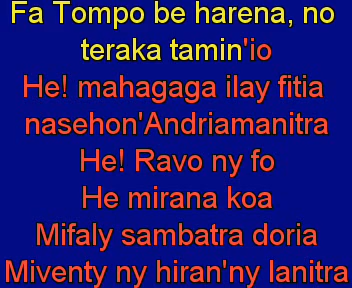 Fa Tompo be harena, no
teraka tamin'io
He! mahagaga ilay fitia
nasehon'Andriamanitra
He! Ravo ny fo
He mirana koa
Mifaly sambatra doria
Miventy ny hiran'ny lanitra